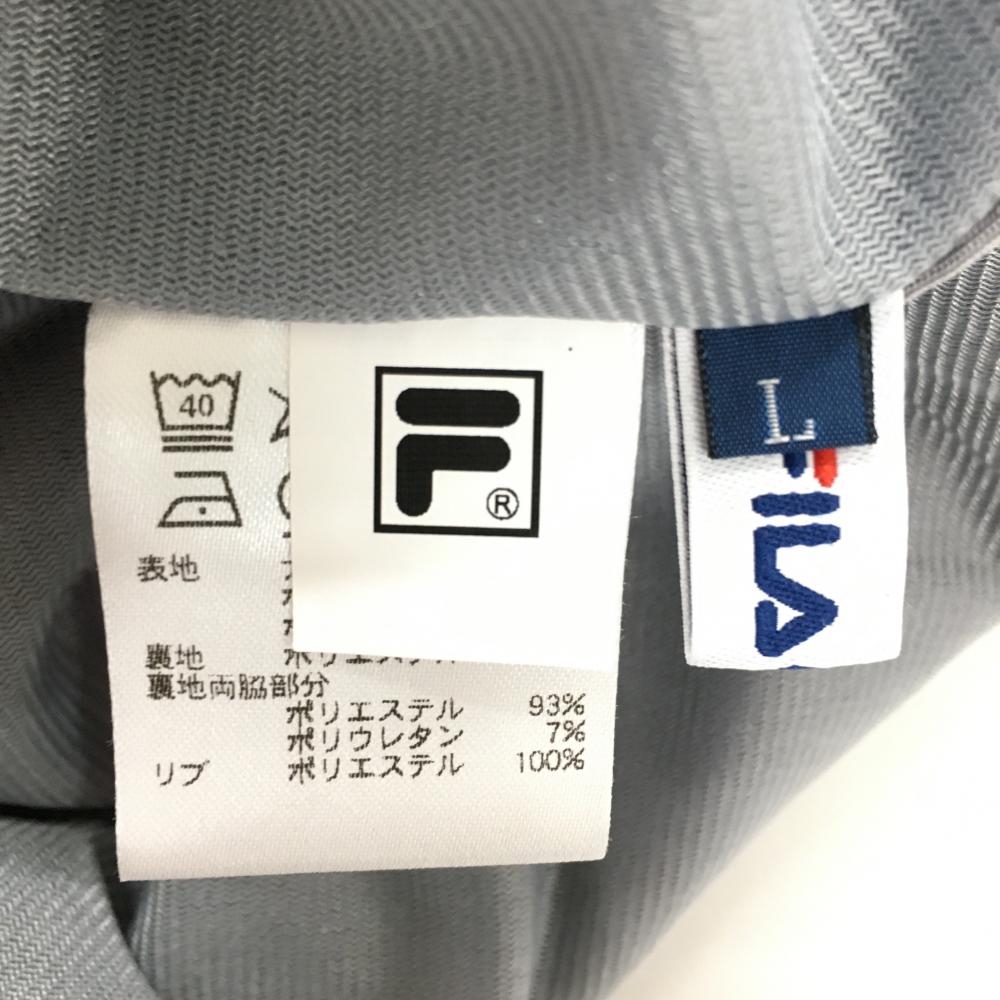 40
表地
裏地 ポリエステル
裏地両脇部分
ポリエステル 93%
ポリウレタン 7%
リブ ポリエステル 100%
F
®
L
FILA